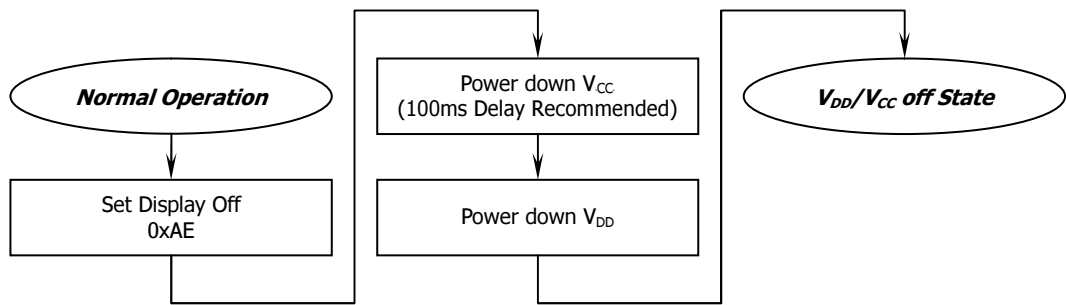 Normal Operation
Set Display Off
0xAE
Power down VCC
(100ms Delay Recommended)
Power down VDD
VDD/VCC off State